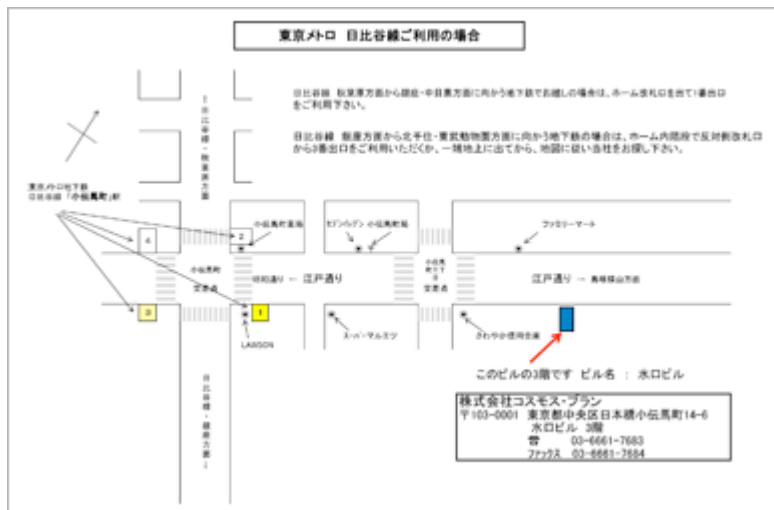 東京メトロ 日比谷線ご利用の場合
日比谷線 秋葉原方面から銀座・中目黒方面に向かう地下鉄でお越しの場合は、ホーム改札口を出て1番出口
をご利用下さい。
日比谷線 銀座方面から北千住・東武動物園方面に向かう地下鉄の場合は、ホーム内階段で反対側改札口
から3番出口をご利用いただくか、一端地上に出てから、地図に従い当社をお探し下さい。
↑日比谷線・秋葉原方面
東京メトロ地下鉄
日比谷線「小伝馬町」駅
4
2
小伝馬町
セブンイレブン
ファミリーマート
小伝馬町
交差点
← 江戸通り
交差点
江戸通り →
3
1
LAWSON
スーパーマルエツ
さわやか信用金庫
日比谷線・銀座方面↓
このビルの3階です ビル名 : 水口ビル
株式会社コスモス・プラン
〒103-0001 東京都中央区日本橋小伝馬町14-6
水口ビル 3階
☎ 03-6661-7683
ファックス 03-6661-7684